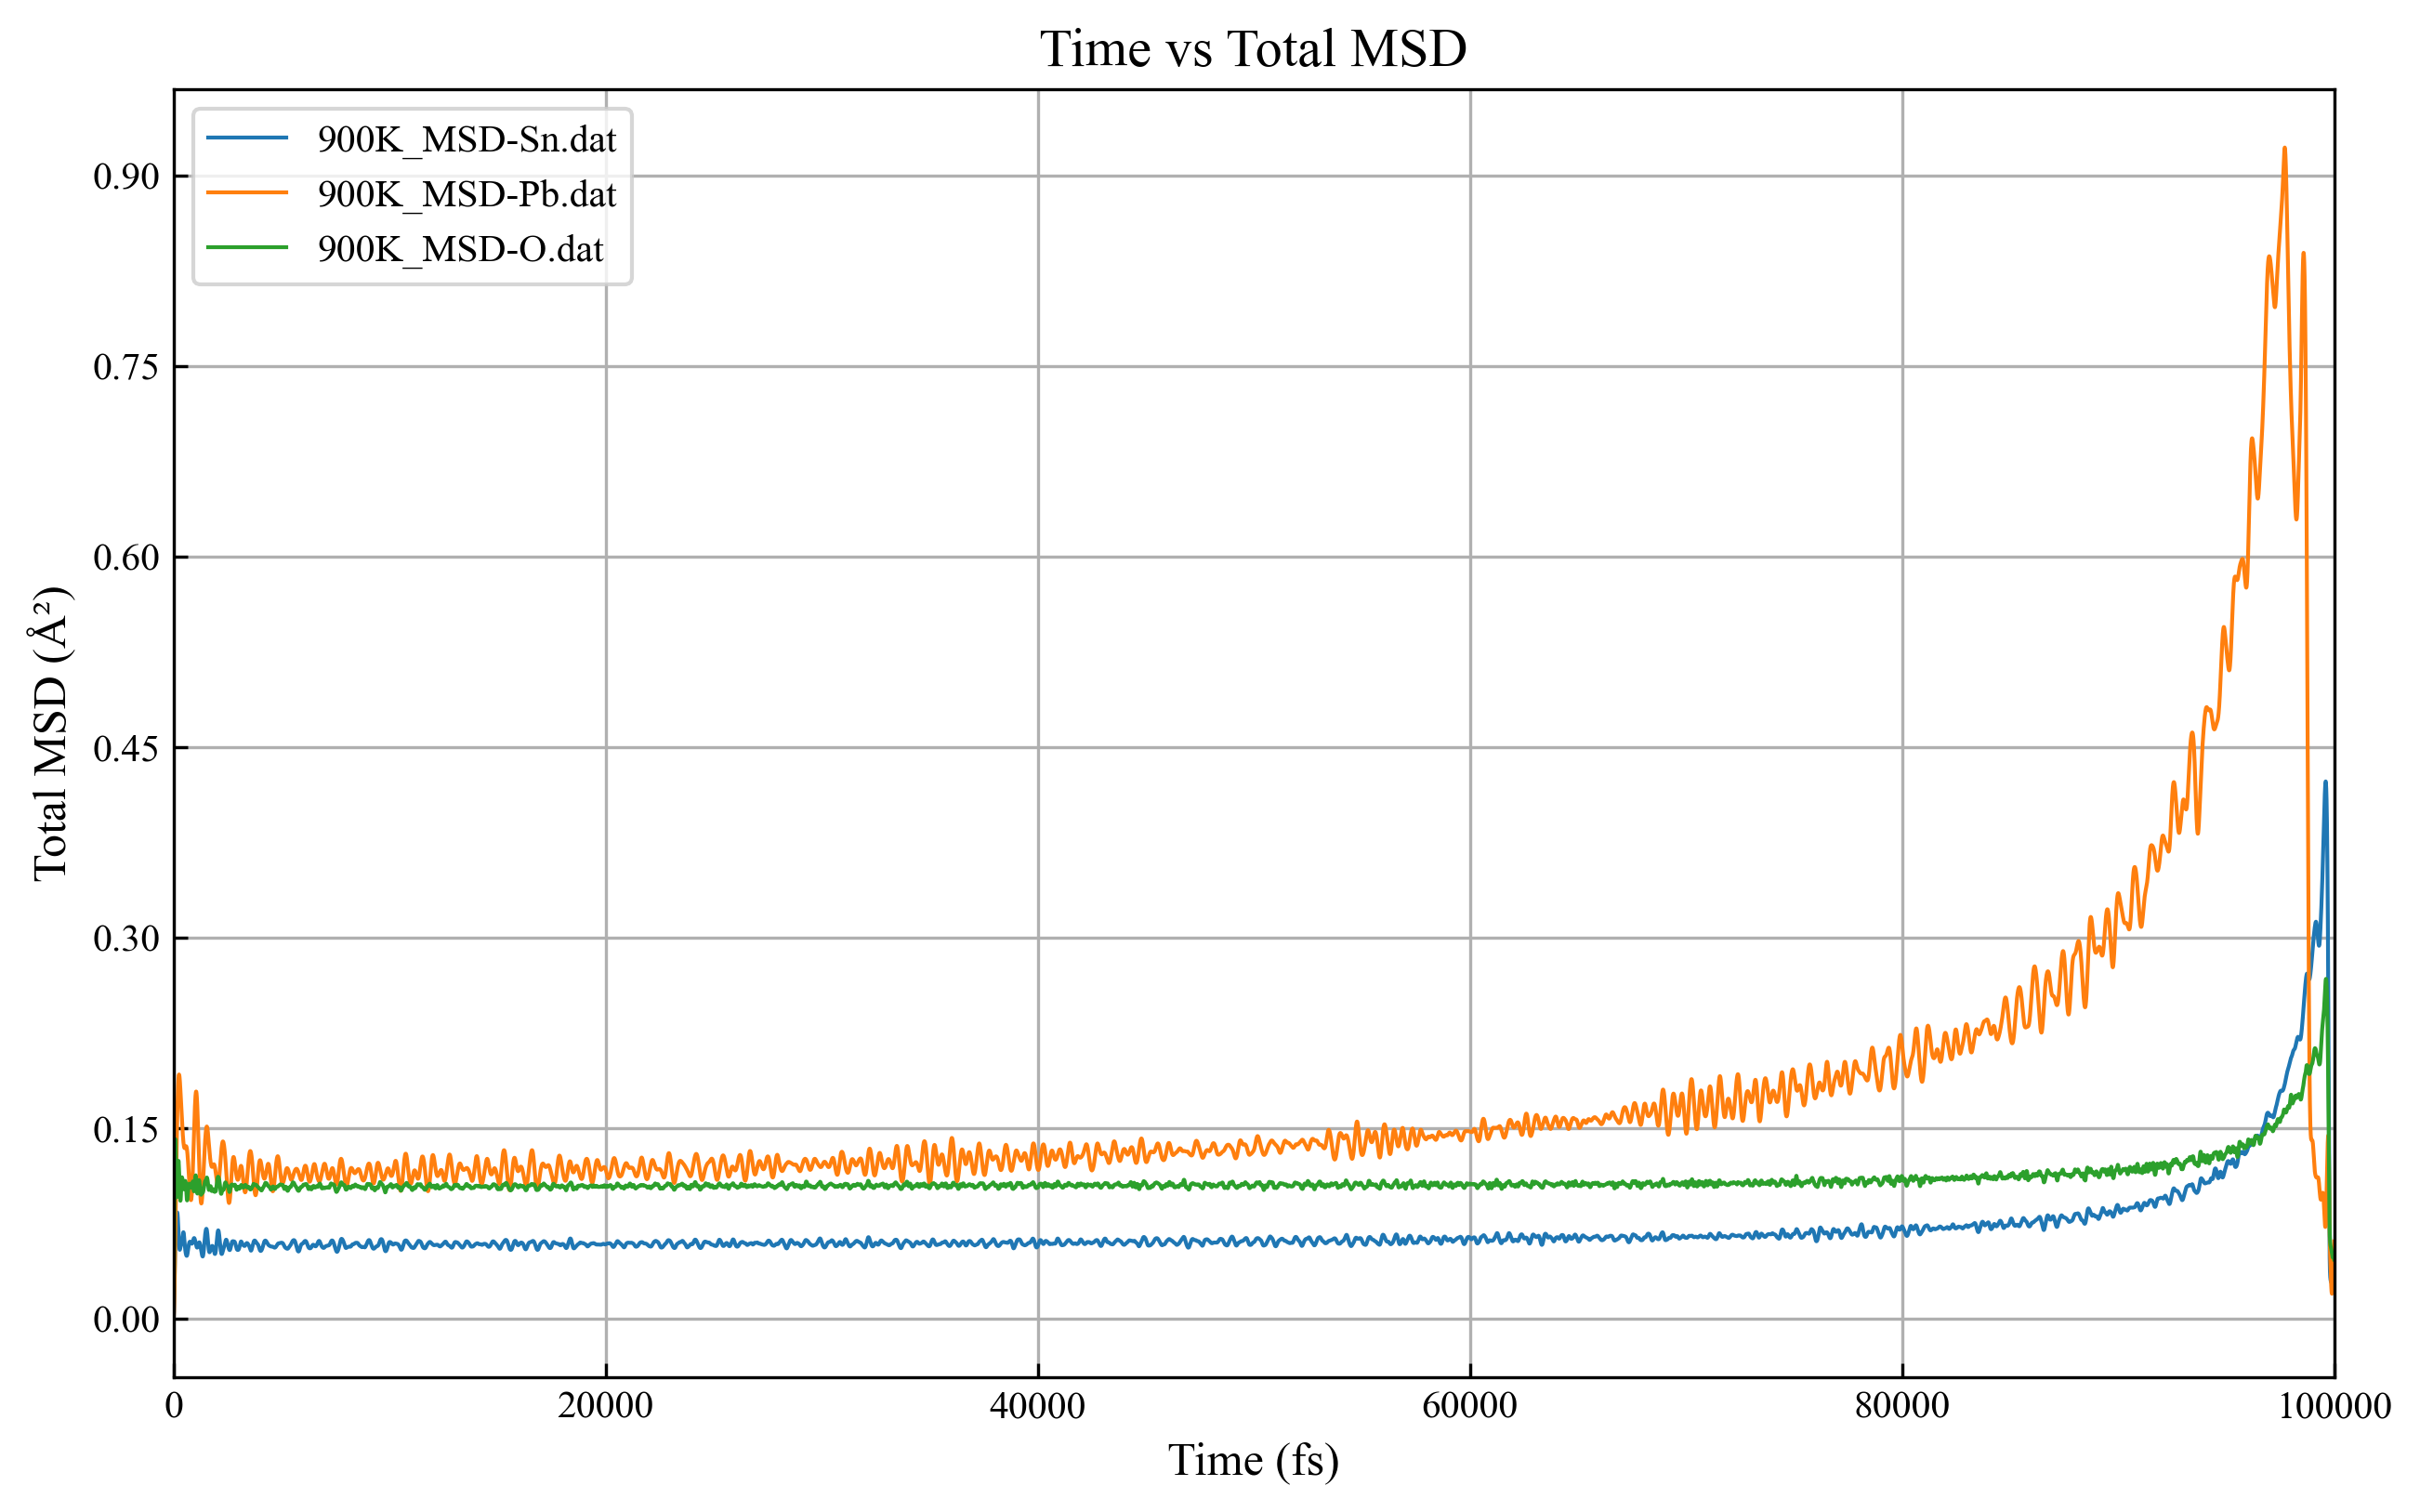 Time vs Total MSD
900K_MSD-Sn.dat
900K_MSD-Pb.dat
900K_MSD-O.dat
Total MSD (Å²)
0.90
0.75
0.60
0.45
0.30
0.15
0.00
0
20000
40000
60000
80000
100000
Time (fs)